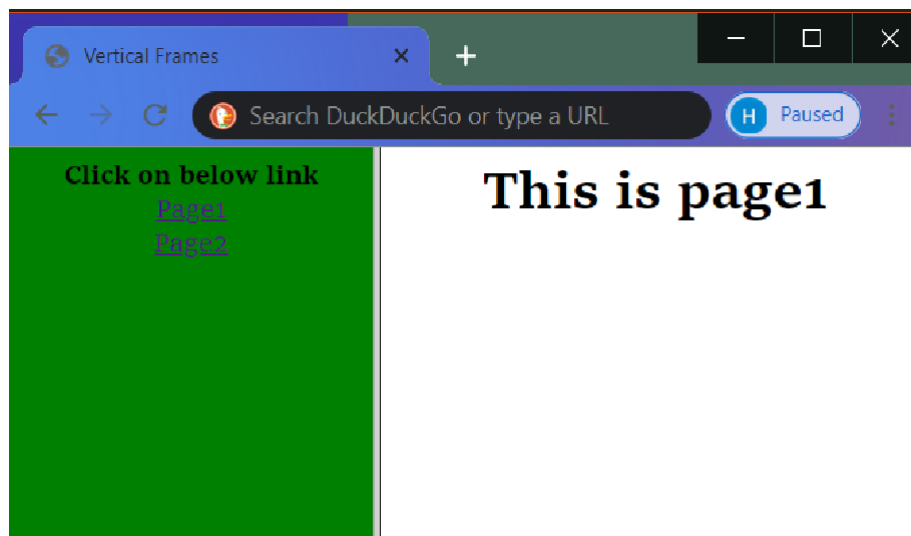 Vertical Frames
Search DuckDuckGo or type a URL
H Paused
Click on below link
Page1
Page2
This is page1